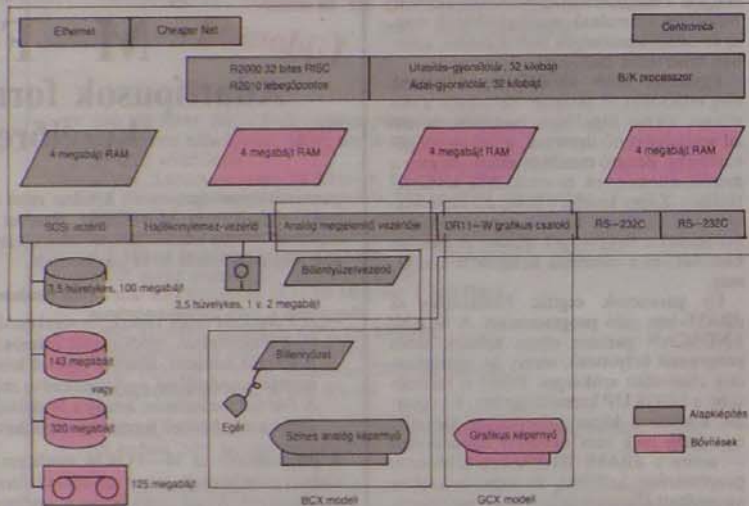 Ethernet
Cheaper Net
Centronics
R2000 32 bites RISC
R2010 lebegőpontos
Utasítás-gyorsítótár, 32 kilobájt
Adat-gyorsítótár, 32 kilobájt
B/K processzor
4 megabájt RAM
4 megabájt RAM
4 megabájt RAM
4 megabájt RAM
SCSI vezérlő
Hajlékonylemez-vezérlő
Analóg megjelenítő vezérlője
DR11–W grafikus csatoló
RS–232C
RS–232C
3,5 hüvelykes, 100 megabájt
3,5 hüvelykes, 1 v. 2 megabájt
Billentyűzetvezérlő
143 megabájt
vagy
320 megabájt
125 megabájt
Billentyűzet
Egér
Színes analóg képernyő
Grafikus képernyő
BCX modell
GCX modell
Alapkiépítés
Bővítések